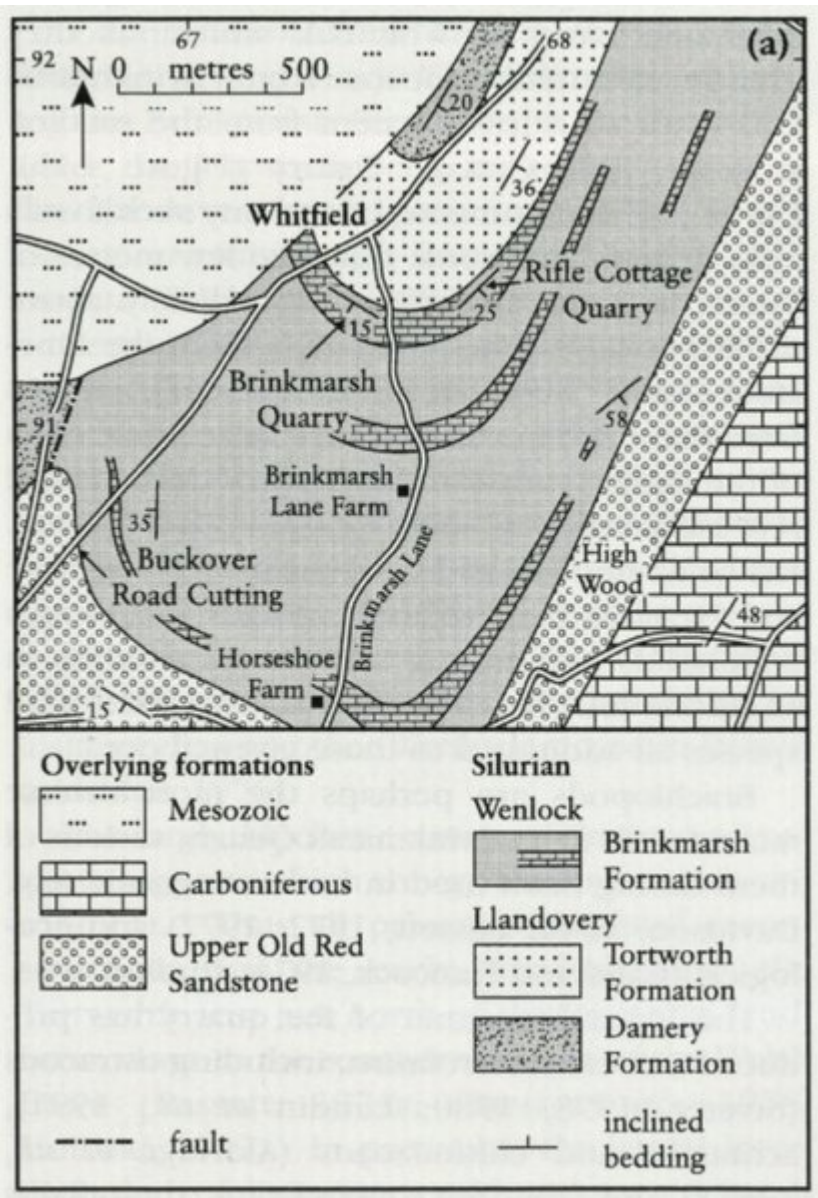 (a)
67
68
92
N 0 metres 500
20
36
Whitfield
Rifle Cottage
Quarry
15
25
Brinkmarsh
Quarry
58
91
Brinkmarsh
Lane Farm
35
Buckover
Road Cutting
Brinkmarsh Lane
High
Wood
48
Horseshoe
Farm
15
Overlying formations
Mesozoic
Carboniferous
Upper Old Red
Sandstone
fault
Silurian
Wenlock
Brinkmarsh
Formation
Llandovery
Tortworth
Formation
Damery
Formation
inclined
bedding